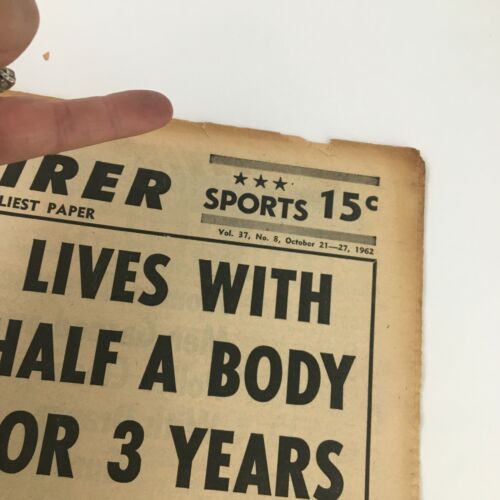 IRER
★★★
SPORTS 15¢
LIEST PAPER
Vol. 37, No. 8, October 21—27, 1962
LIVES WITH
HALF A BODY
OR 3 YEARS